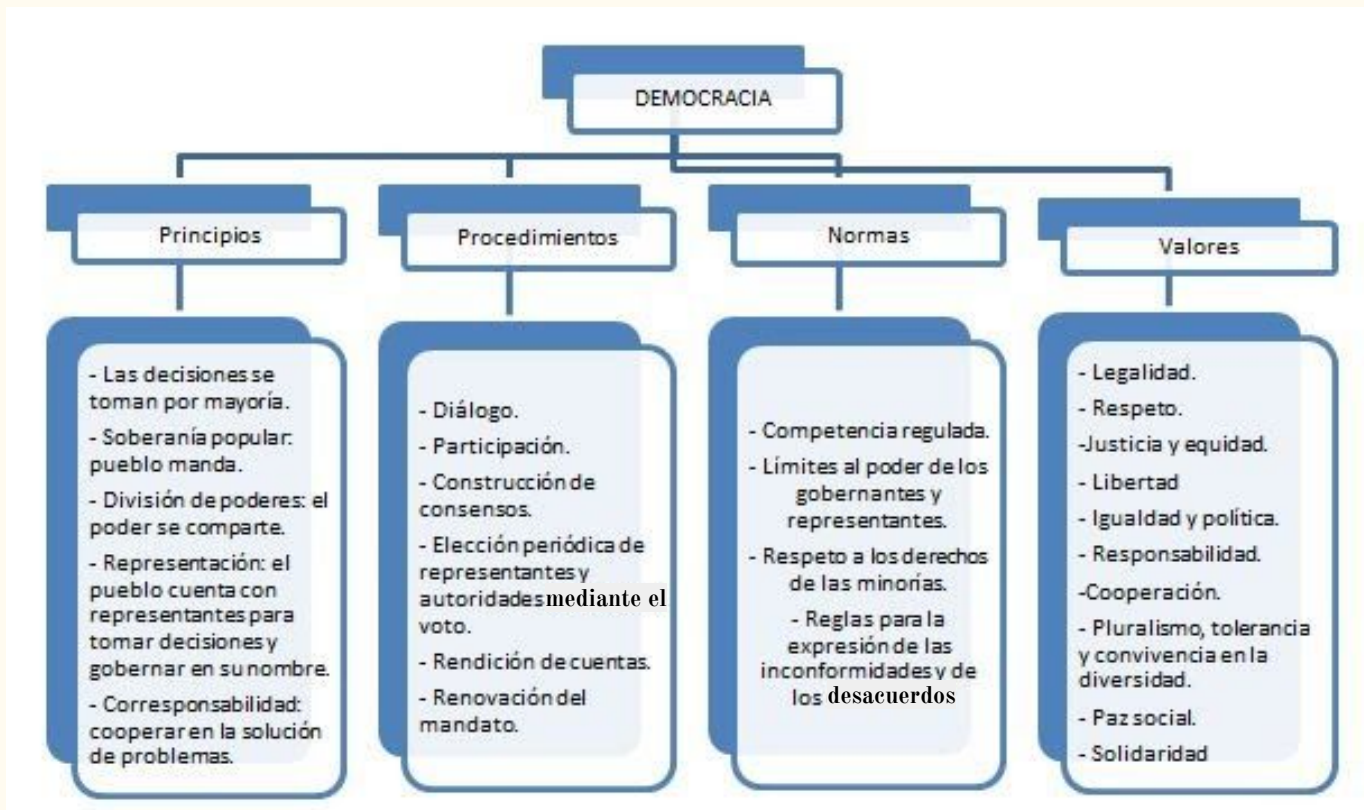 DEMOCRACIA
Principios
- Las decisiones se
toman por mayoría.
- Soberanía popular:
pueblo manda.
- División de poderes: el
poder se comparte.
- Representación: el
pueblo cuenta con
representantes para
tomar decisiones y
gobernar en su nombre.
- Corresponsabilidad:
cooperar en la solución
de problemas.
Procedimientos
- Diálogo.
- Participación.
- Construcción de
consensos.
- Elección periódica de
representantes y
autoridades mediante el
voto.
- Rendición de cuentas.
- Renovación del
mandato.
Normas
- Competencia regulada.
- Límites al poder de los
gobernantes y
representantes.
- Respeto a los derechos
de las minorías.
- Reglas para la
expresión de las
inconformidades y de
los desacuerdos
Valores
- Legalidad.
- Respeto.
-Justicia y equidad.
- Libertad
- Igualdad y política.
- Responsabilidad.
-Cooperación.
- Pluralismo, tolerancia
y convivencia en la
diversidad.
- Paz social.
- Solidaridad